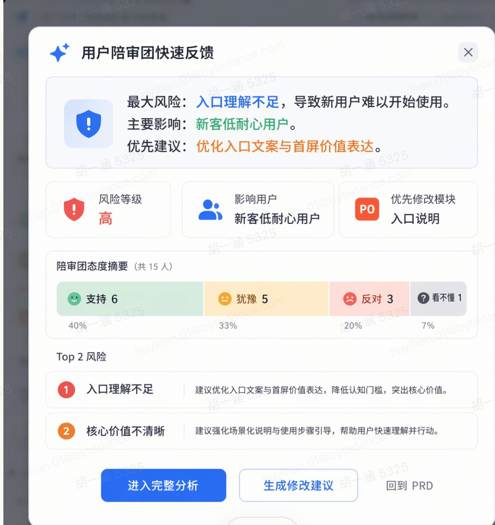 用户陪审团快速反馈
最大风险：入口理解不足，导致新用户难以开始使用。
主要影响：新客低耐心用户。
优先建议：优化入口文案与首屏价值表达。
风险等级
高
影响用户
新客低耐心用户
P0
优先修改模块
入口说明
陪审团态度摘要（共 15 人）
支持 6
犹豫 5
反对 3
看不懂 1
40%
33%
20%
7%
Top 2 风险
1 入口理解不足 建议优化入口文案与首屏价值表达，降低认知门槛，突出核心价值。
2 核心价值不清晰 建议强化场景化说明与使用步骤引导，帮助用户快速理解并行动。
进入完整分析
生成修改建议
回到 PRD
胡一涵 5325